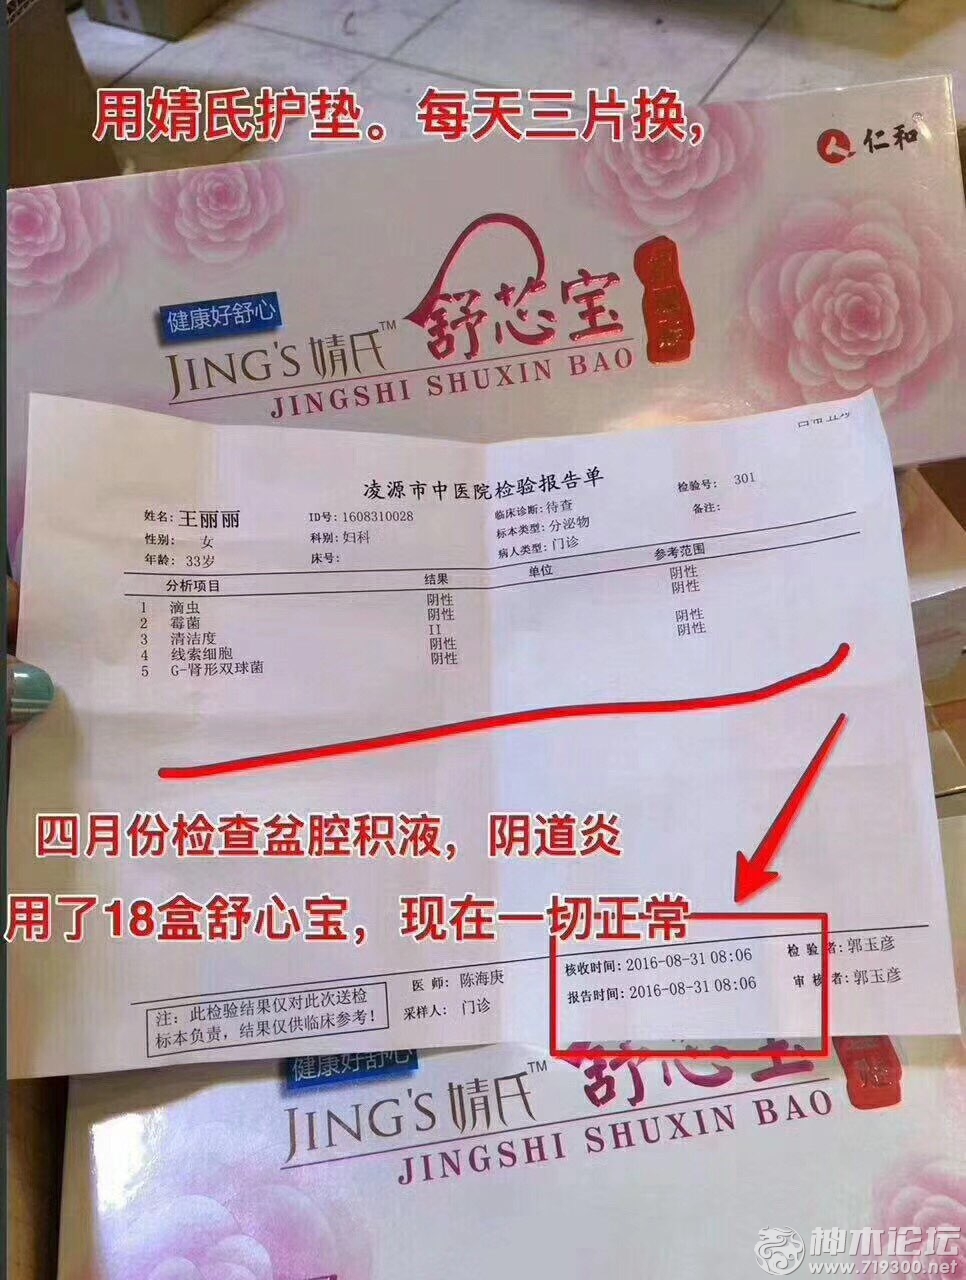 用婧氏护垫。每天三片换，
仁和
健康好舒心
JING'S 婧氏™
舒芯宝
JINGSHI SHUXIN BAO
凌源市中医院检验报告单
检验号： 301
姓名：王丽丽 ID号：1608310028 临床诊断：待查 备注：
性别： 女 科别：妇科 标本类型：分泌物
年龄：33岁 床号： 病人类型：门诊
分析项目 结果 单位 参考范围
1 滴虫 阴性 阴性
2 霉菌 阴性 阴性
3 清洁度 II
4 线索细胞 阴性 阴性
5 G-肾形双球菌 阴性 阴性
四月份检查盆腔积液，阴道炎
用了18盒舒心宝，现在一切正常
医 师：陈海庚 核收时间：2016-08-31 08:06 检 验 者：郭玉彦
采样人： 门诊 报告时间：2016-08-31 08:06 审 核 者：郭玉彦
注：此检验结果仅对此次送检
标本负责，结果仅供临床参考！
健康好舒心
JING'S 婧氏™
舒芯宝
JINGSHI SHUXIN BAO
神木论坛
www.719300.net